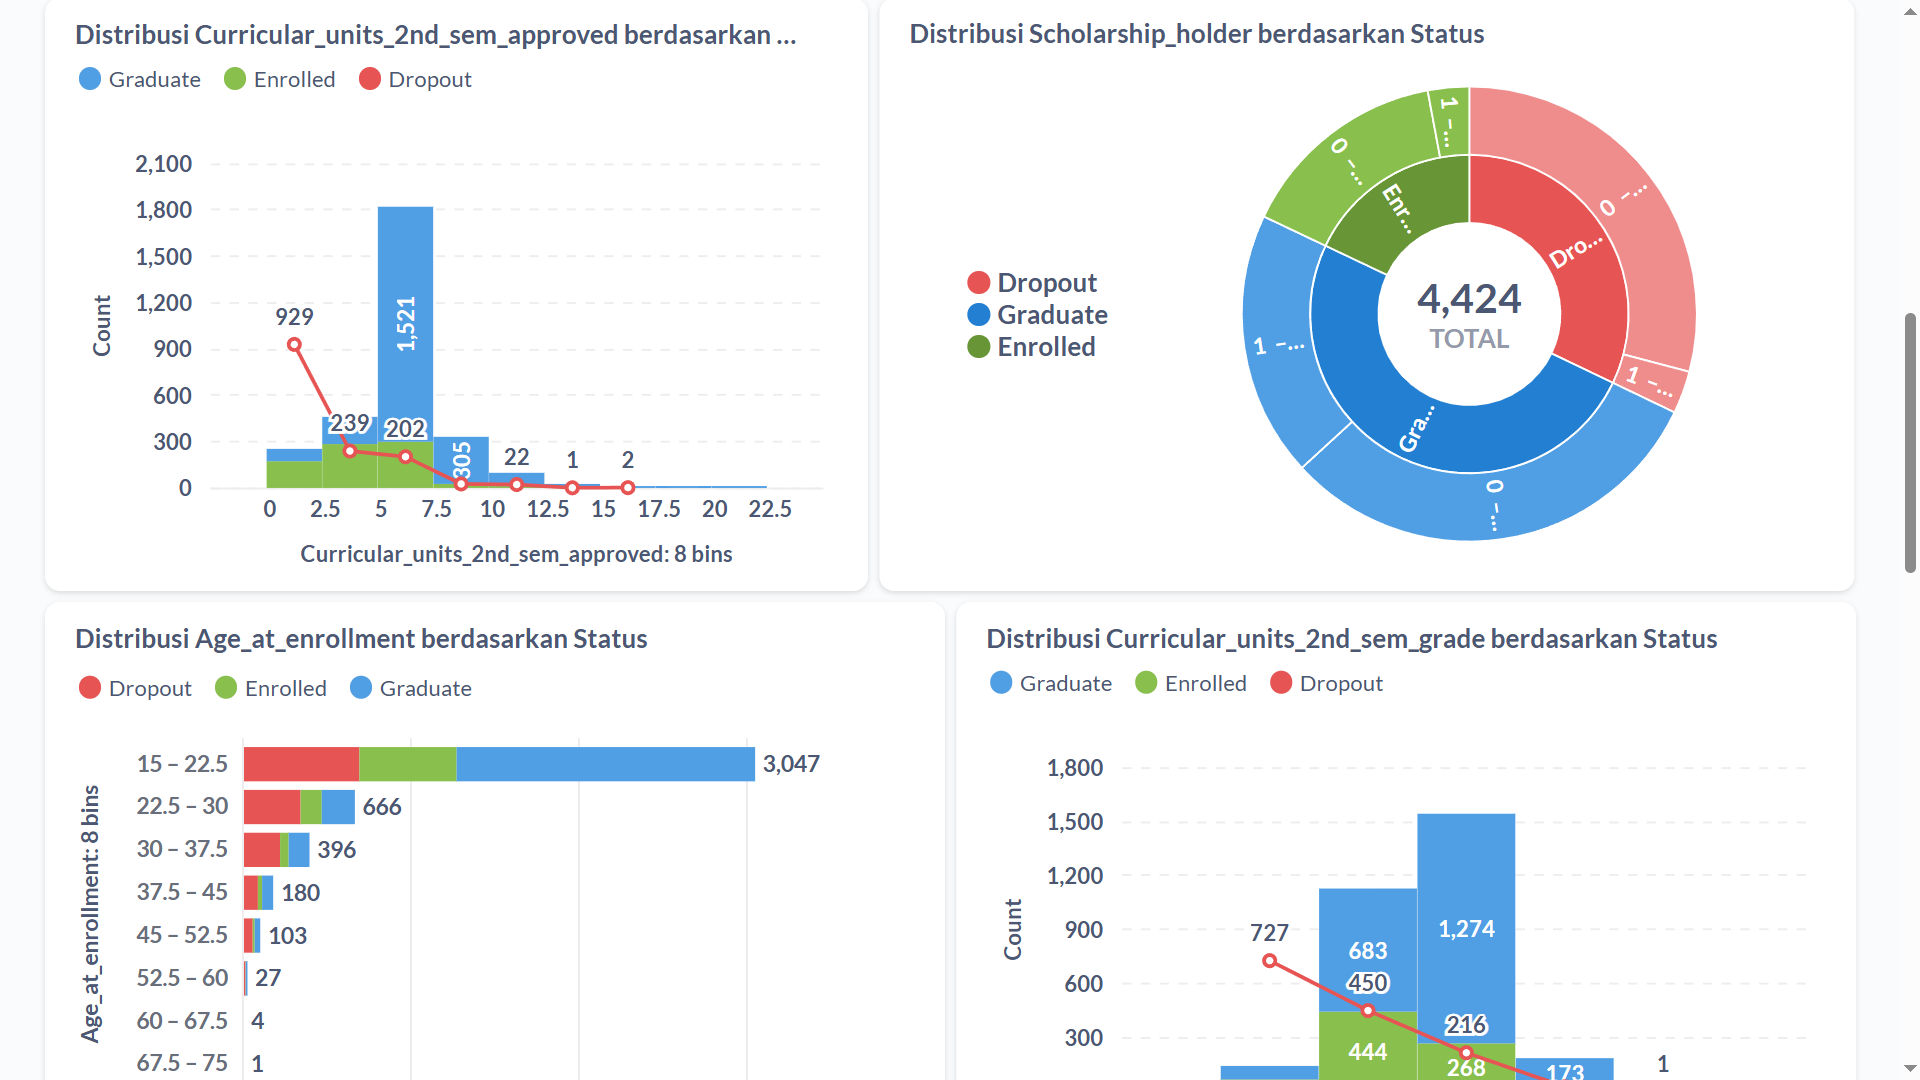 Distribusi Curricular_units_2nd_sem_approved berdasarkan ...
Graduate Enrolled Dropout
2,100
1,800
1,500
1,200
900
600
300
0
Count
929
239
202
1,521
305
22
1
2
0 2.5 5 7.5 10 12.5 15 17.5 20 22.5
Curricular_units_2nd_sem_approved: 8 bins
Distribusi Scholarship_holder berdasarkan Status
Dropout
Graduate
Enrolled
4,424
TOTAL
Dro...
Gra...
Enr...
0 –...
1 –...
0 –...
1 –...
0 –...
1 –...
Distribusi Age_at_enrollment berdasarkan Status
Dropout Enrolled Graduate
Age_at_enrollment: 8 bins
15 – 22.5 3,047
22.5 – 30 666
30 – 37.5 396
37.5 – 45 180
45 – 52.5 103
52.5 – 60 27
60 – 67.5 4
67.5 – 75 1
Distribusi Curricular_units_2nd_sem_grade berdasarkan Status
Graduate Enrolled Dropout
1,800
1,500
1,200
900
600
300
Count
727
683
450
444
1,274
216
268
173
1